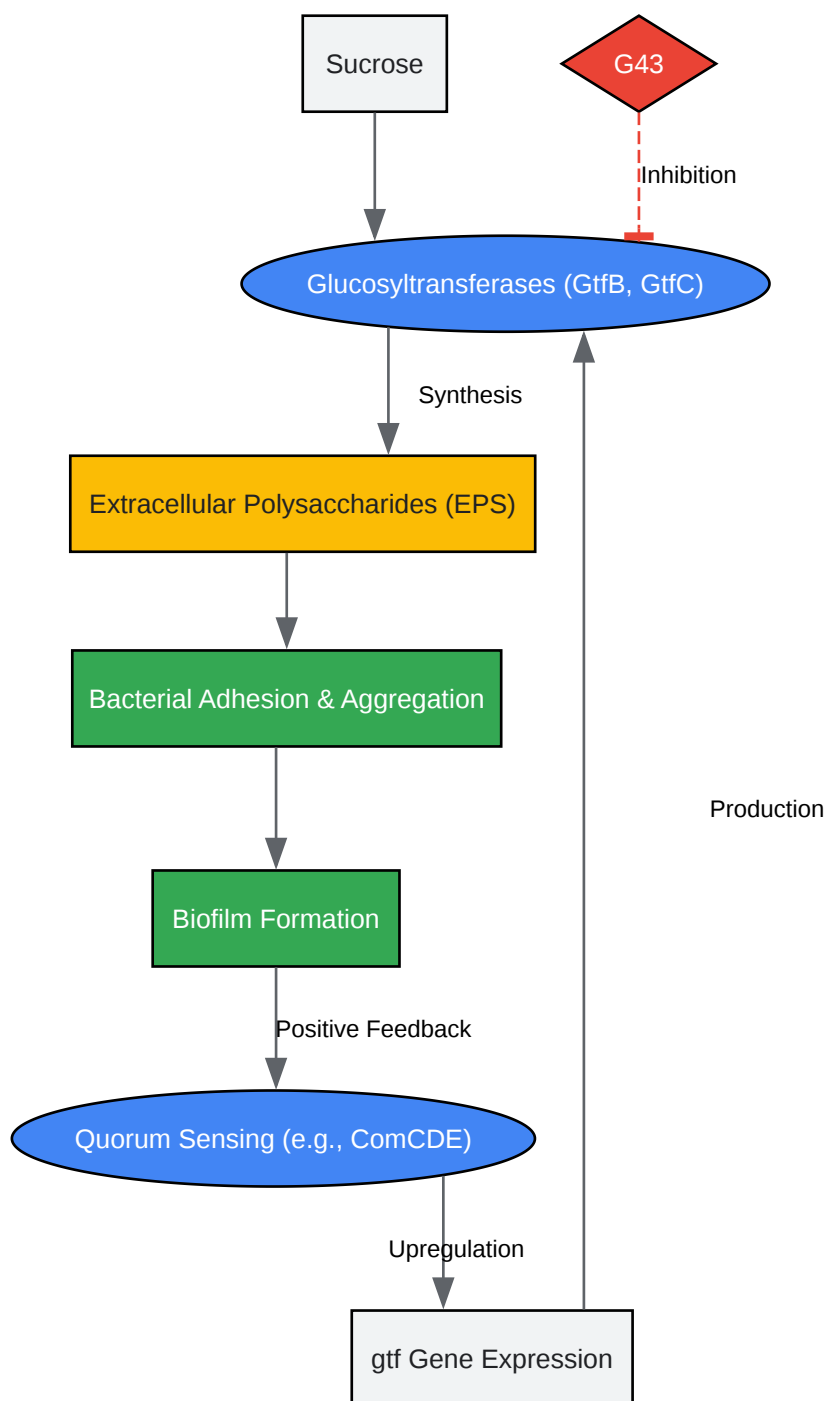 Sucrose
G43
Inhibition
Glucosyltransferases (GtfB, GtfC)
Synthesis
Extracellular Polysaccharides (EPS)
Bacterial Adhesion & Aggregation
Production
Biofilm Formation
Positive Feedback
Quorum Sensing (e.g., ComCDE)
Upregulation
gtf Gene Expression